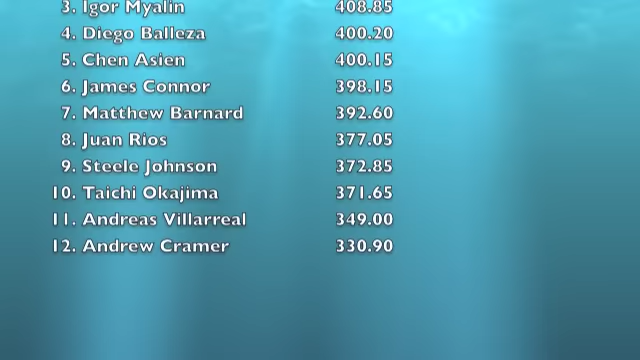 3. Igor Myalin 408.85
4. Diego Balleza 400.20
5. Chen Asien 400.15
6. James Connor 398.15
7. Matthew Barnard 392.60
8. Juan Rios 377.05
9. Steele Johnson 372.85
10. Taichi Okajima 371.65
11. Andreas Villarreal 349.00
12. Andrew Cramer 330.90